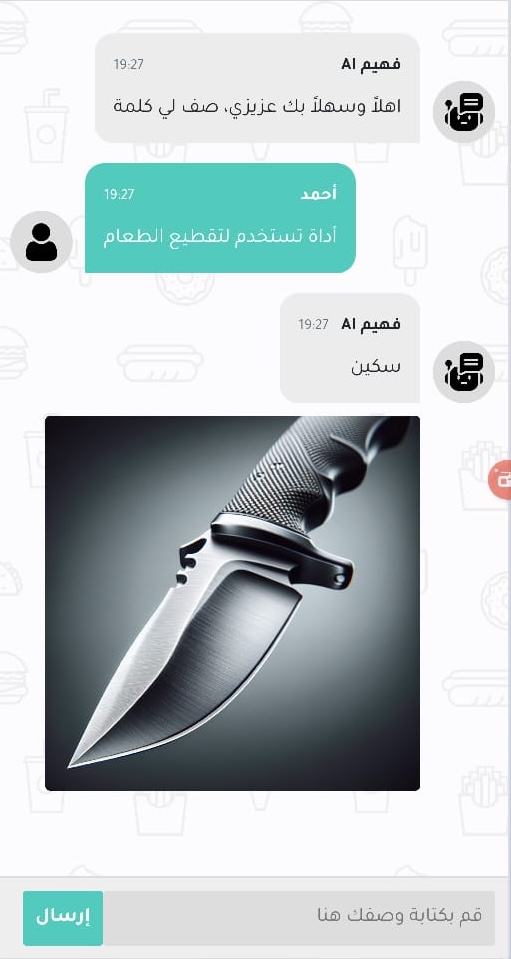 فهيم AI 19:27
اهلاً وسهلاً بك عزيزي، صف لي كلمة
أحمد 19:27
أداة تستخدم لتقطيع الطعام
فهيم AI 19:27
سكين
قم بكتابة وصفك هنا
إرسال